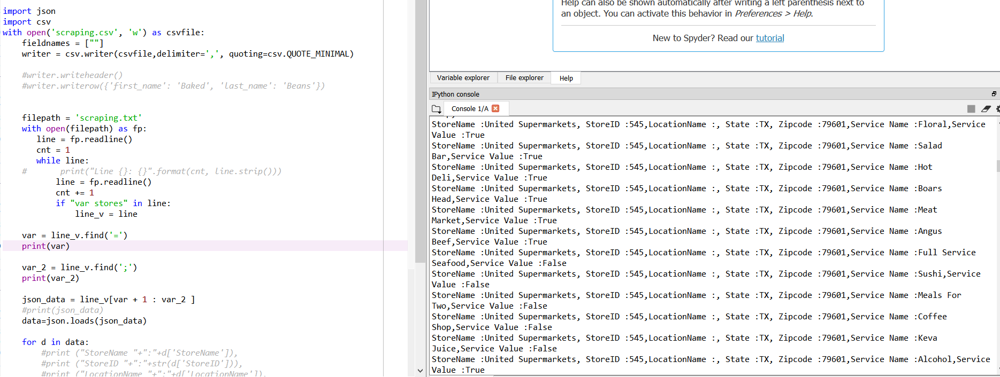 import json
import csv
with open('scraping.csv', 'w') as csvfile:
    fieldnames = [""]
    writer = csv.writer(csvfile,delimiter=',', quoting=csv.QUOTE_MINIMAL)
    #writer.writeheader()
    #writer.writerow({'first_name': 'Baked', 'last_name': 'Beans'})
    filepath = 'scraping.txt'
    with open(filepath) as fp:
       line = fp.readline()
       cnt = 1
       while line:
    #       print("Line {}: {}".format(cnt, line.strip()))
           line = fp.readline()
           cnt += 1
           if "var stores" in line:
               line_v = line
    var = line_v.find('=')
    print(var)
    var_2 = line_v.find(';')
    print(var_2)
    json_data = line_v[var + 1 : var_2 ]
    #print(json_data)
    data=json.loads(json_data)
    for d in data:
        #print ("StoreName "+":"+d['StoreName']),
        #print ("StoreID "+":"+str(d['StoreID'])),
        #print ("LocationName "+":"+d['LocationName']),
Help can also be shown automatically after writing a left parenthesis next to
an object. You can activate this behavior in Preferences > Help.
New to Spyder? Read our tutorial
Variable explorer File explorer Help
IPython console
Console 1/A
StoreName :United Supermarkets, StoreID :545,LocationName :, State :TX, Zipcode :79601,Service Name :Floral,Service
Value :True
StoreName :United Supermarkets, StoreID :545,LocationName :, State :TX, Zipcode :79601,Service Name :Salad
Bar,Service Value :True
StoreName :United Supermarkets, StoreID :545,LocationName :, State :TX, Zipcode :79601,Service Name :Hot
Deli,Service Value :True
StoreName :United Supermarkets, StoreID :545,LocationName :, State :TX, Zipcode :79601,Service Name :Boars
Head,Service Value :True
StoreName :United Supermarkets, StoreID :545,LocationName :, State :TX, Zipcode :79601,Service Name :Meat
Market,Service Value :True
StoreName :United Supermarkets, StoreID :545,LocationName :, State :TX, Zipcode :79601,Service Name :Angus
Beef,Service Value :True
StoreName :United Supermarkets, StoreID :545,LocationName :, State :TX, Zipcode :79601,Service Name :Full Service
Seafood,Service Value :False
StoreName :United Supermarkets, StoreID :545,LocationName :, State :TX, Zipcode :79601,Service Name :Sushi,Service
Value :False
StoreName :United Supermarkets, StoreID :545,LocationName :, State :TX, Zipcode :79601,Service Name :Meals For
Two,Service Value :False
StoreName :United Supermarkets, StoreID :545,LocationName :, State :TX, Zipcode :79601,Service Name :Coffee
Shop,Service Value :False
StoreName :United Supermarkets, StoreID :545,LocationName :, State :TX, Zipcode :79601,Service Name :Keva
Juice,Service Value :False
StoreName :United Supermarkets, StoreID :545,LocationName :, State :TX, Zipcode :79601,Service Name :Alcohol,Service
Value :True